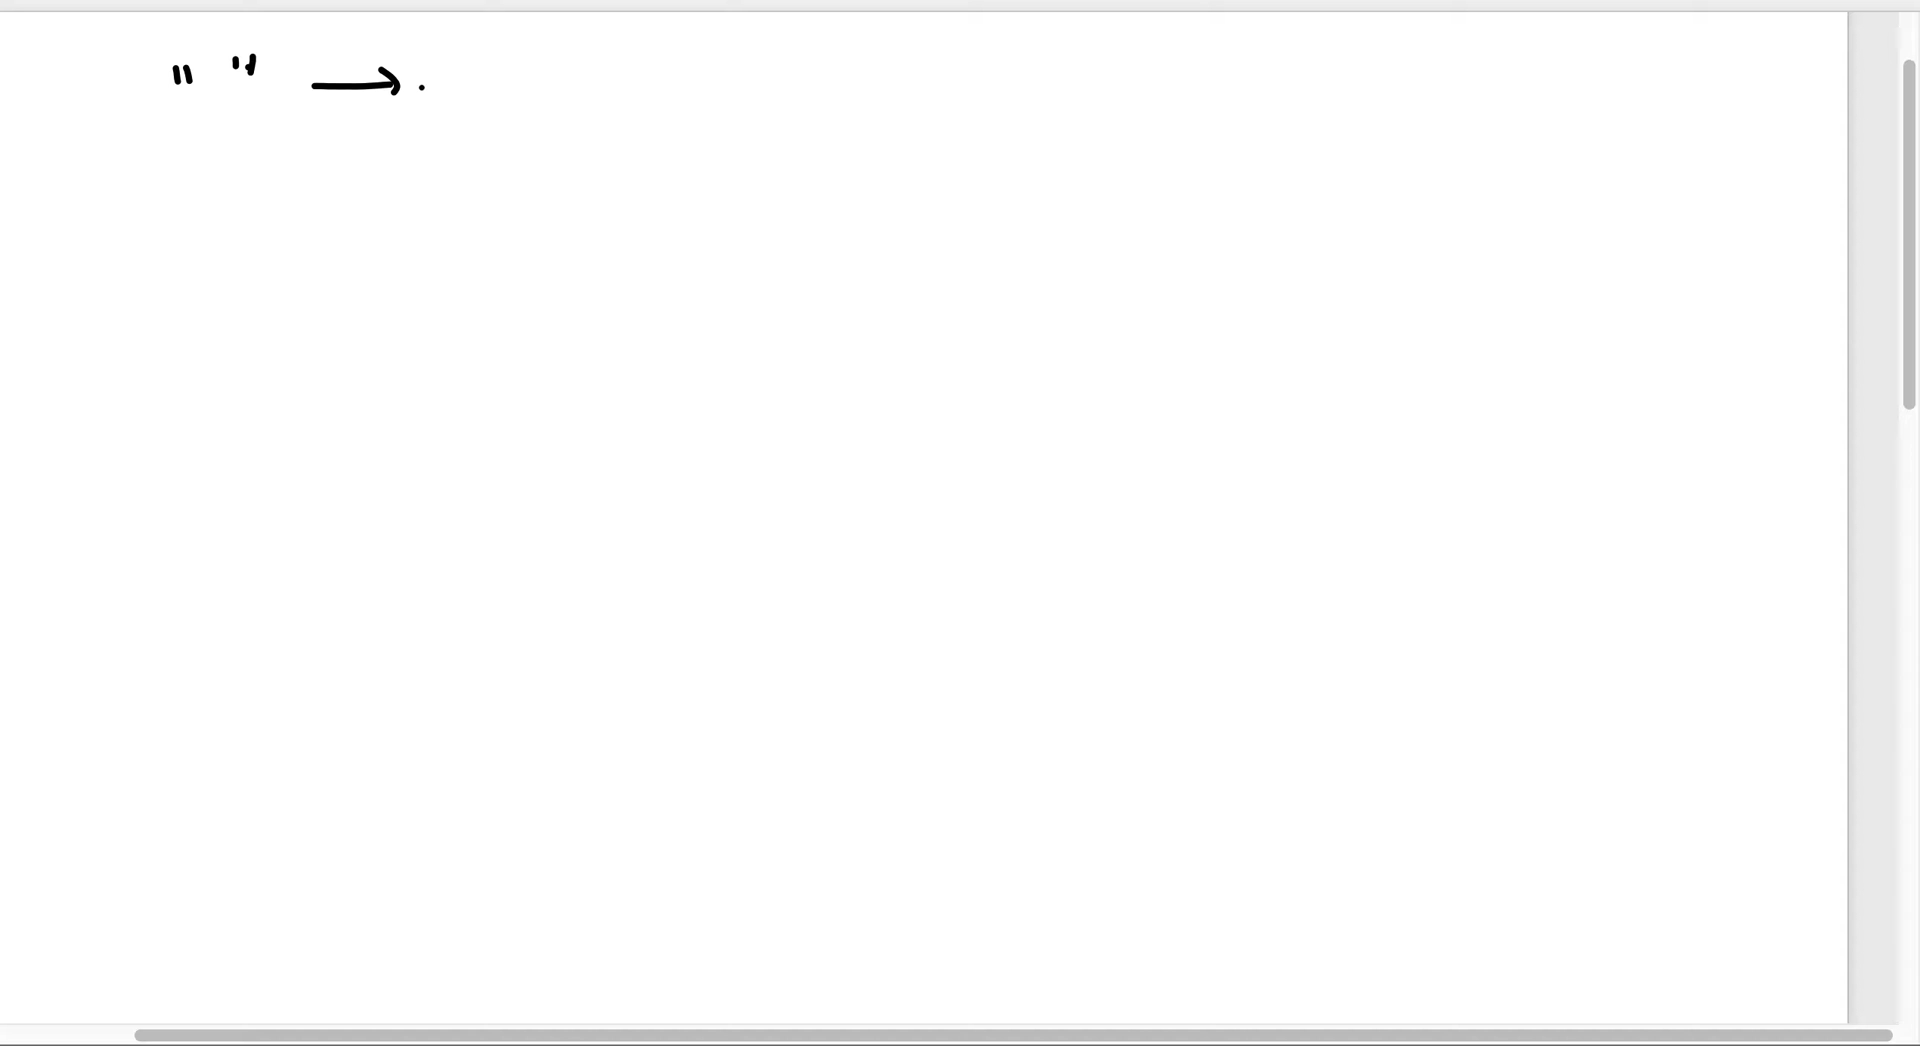 " " → .